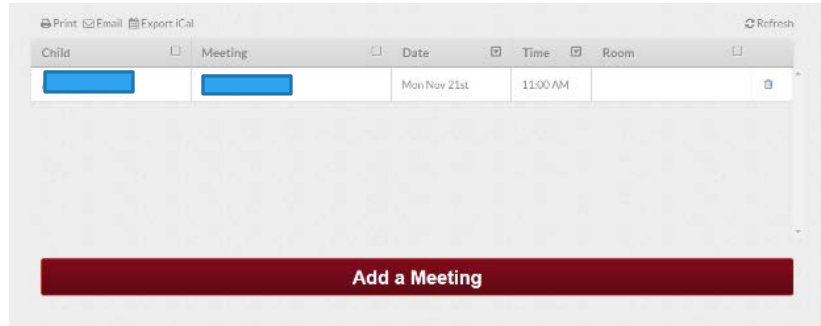 Print Email Export iCal Refresh
Child Meeting Date Time Room
Mon Nov 21st 11:00 AM
Add a Meeting